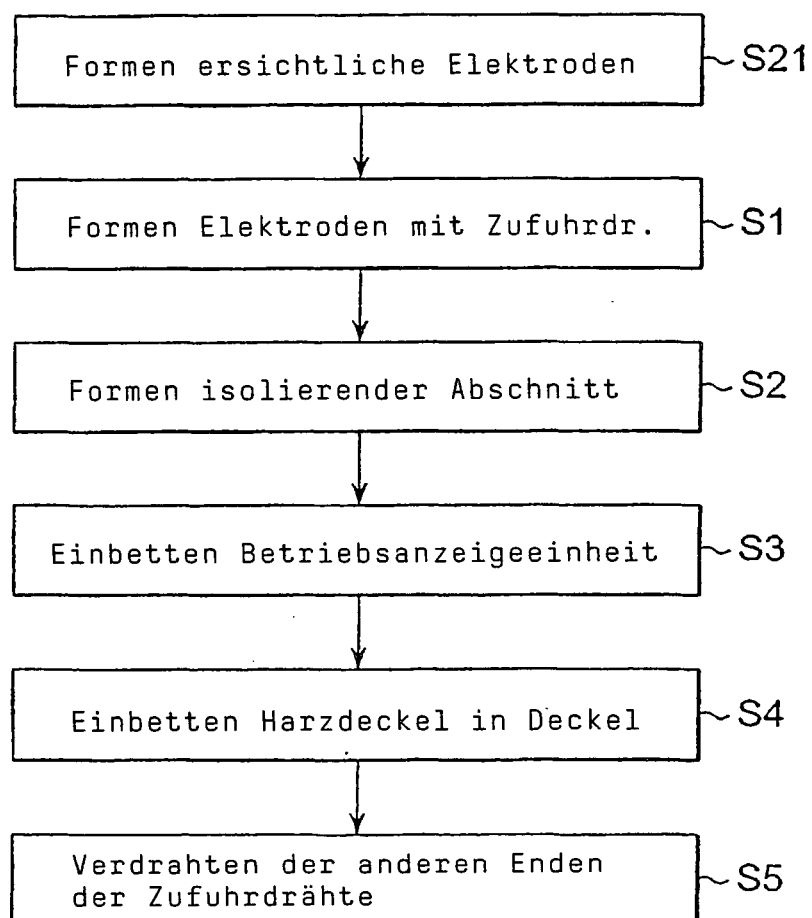 Formen ersichtliche Elektroden
S21
Formen Elektroden mit Zufuhrdr.
S1
Formen isolierender Abschnitt
S2
Einbetten Betriebsanzeigeeinheit
S3
Einbetten Harzdeckel in Deckel
S4
Verdrahten der anderen Enden
der Zufuhrdrähte
S5